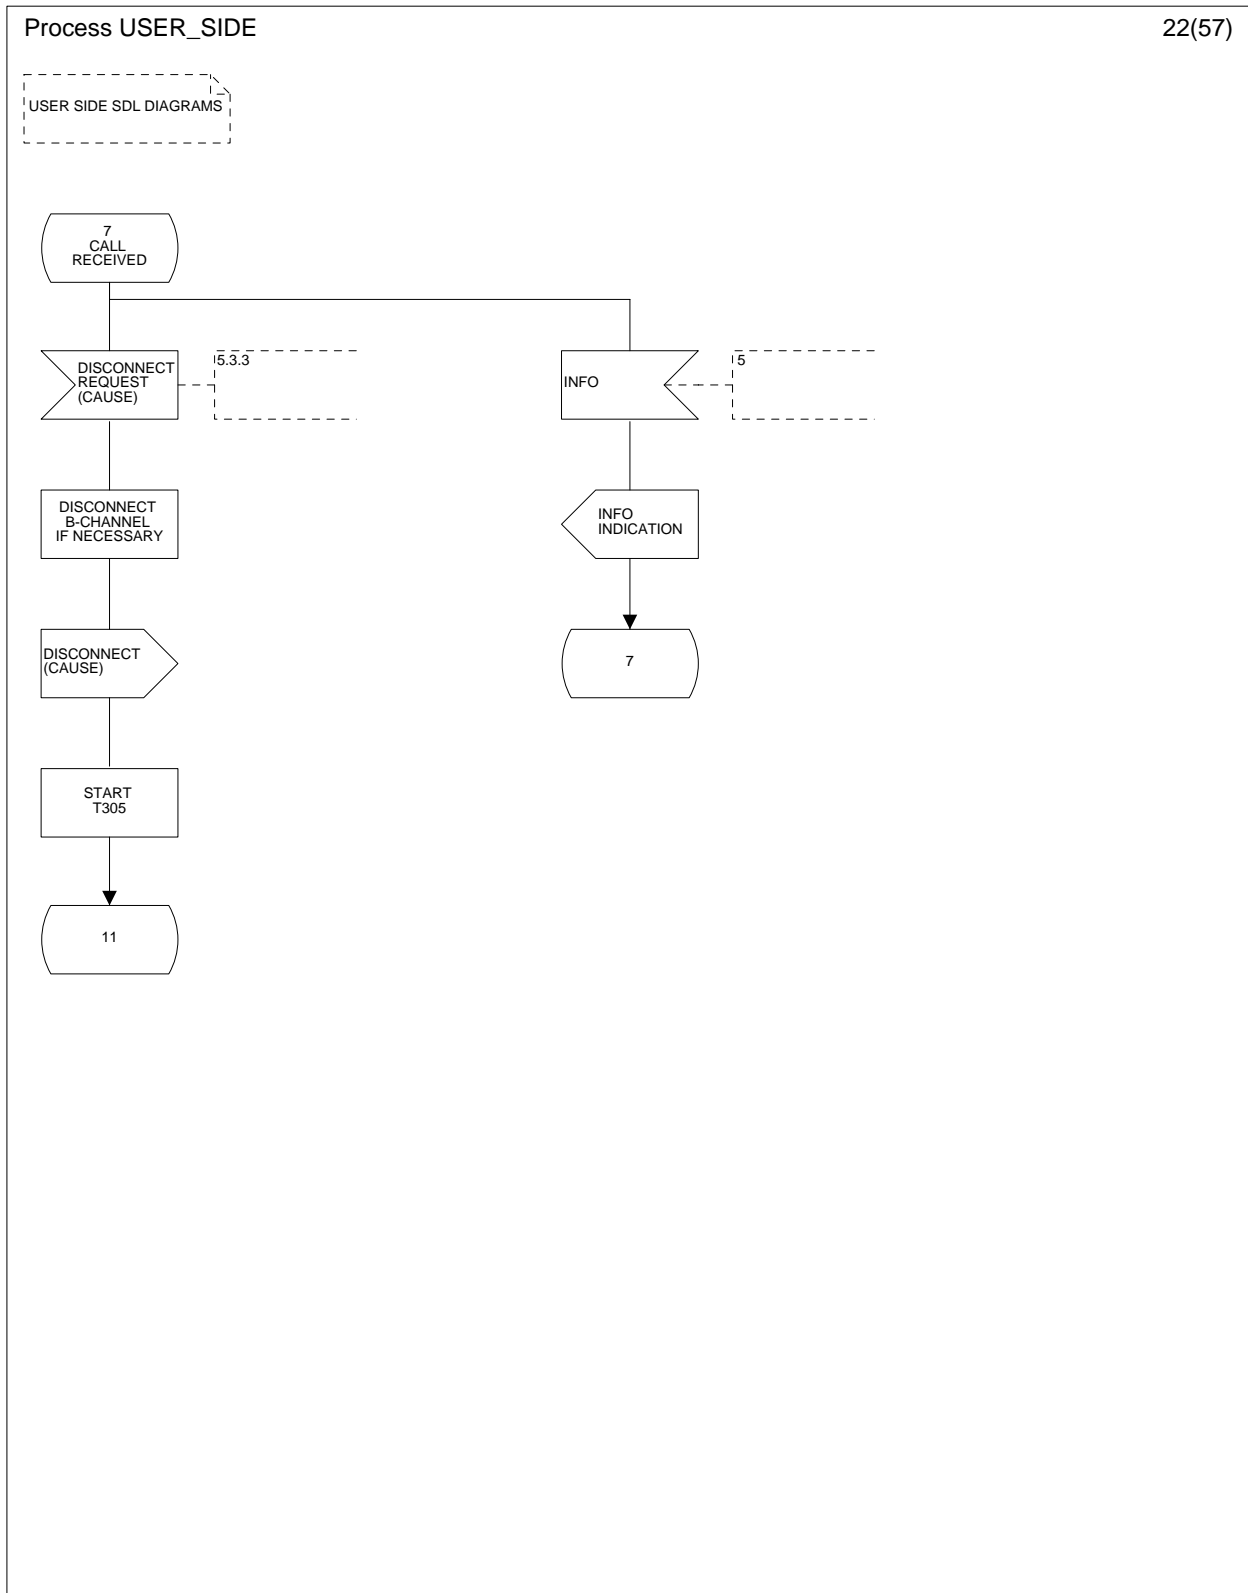 Process USER_SIDE
22(57)
USER SIDE SDL DIAGRAMS
7
CALL
RECEIVED
DISCONNECT
REQUEST
(CAUSE)
5.3.3
INFO
5
DISCONNECT
B-CHANNEL
IF NECESSARY
INFO
INDICATION
DISCONNECT
(CAUSE)
7
START
T305
11